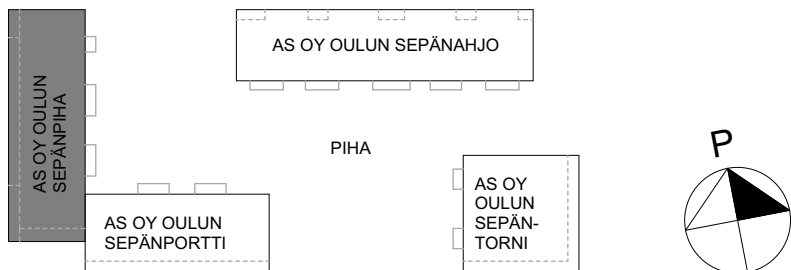 AS OY OULUN SEPÄNAHJO
AS OY OULUN
SEPÄNPIHA
PIHA
P
AS OY OULUN
SEPÄNPORTTI
AS OY
OULUN
SEPÄN-
TORNI